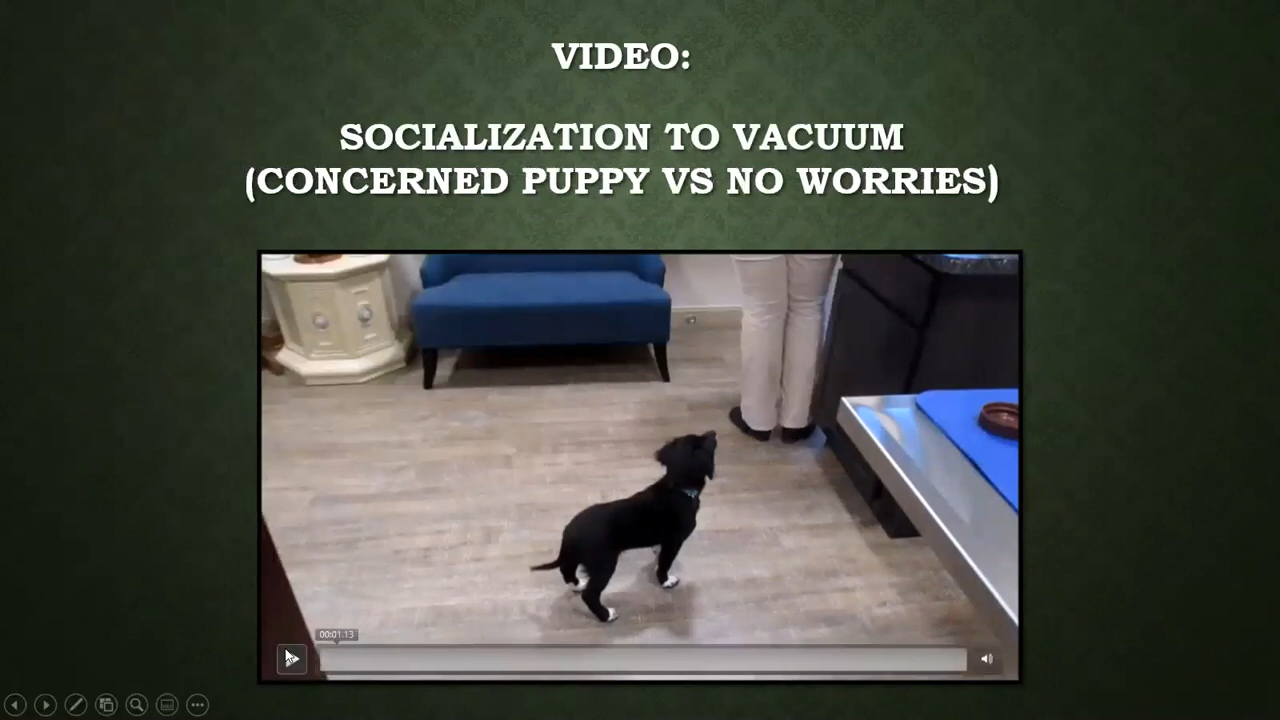 VIDEO:
SOCIALIZATION TO VACUUM
(CONCERNED PUPPY VS NO WORRIES)
00:01.13